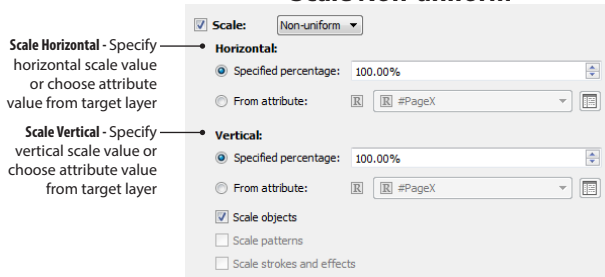 Scale: Non-uniform
Scale Horizontal - Specify
horizontal scale value
or choose attribute
value from target layer
Horizontal:
Specified percentage: 100.00%
From attribute: R R #PageX
Scale Vertical - Specify
vertical scale value or
choose attribute value
from target layer
Vertical:
Specified percentage: 100.00%
From attribute: R R #PageX
Scale objects
Scale patterns
Scale strokes and effects